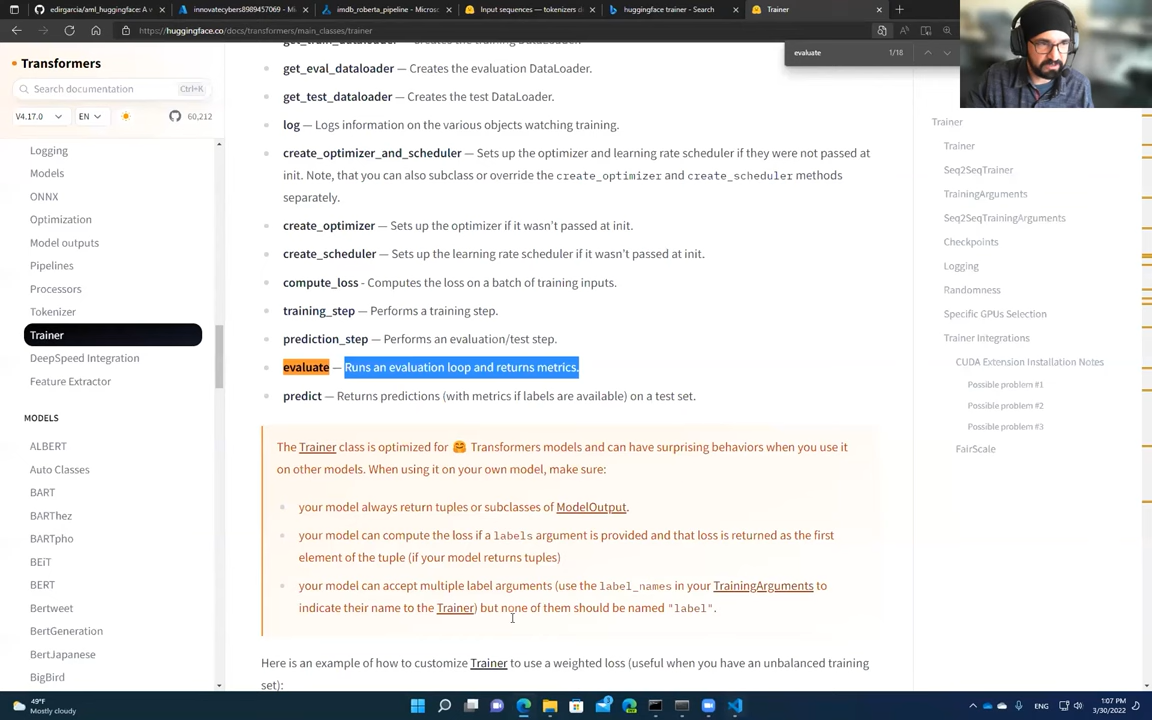 edirgarcia/aml_huggingface: A w
innovatecybers8989457069 - Mi
imdb_roberta_pipeline - Microso
Input sequences — tokenizers d
huggingface trainer - Search
Trainer
https://huggingface.co/docs/transformers/main_classes/trainer
evaluate
1/18
Transformers
Search documentation
Ctrl+K
V4.17.0
EN
60,212
Logging
Models
ONNX
Optimization
Model outputs
Pipelines
Processors
Tokenizer
Trainer
DeepSpeed Integration
Feature Extractor
MODELS
ALBERT
Auto Classes
BART
BARThez
BARTpho
BEiT
BERT
Bertweet
BertGeneration
BertJapanese
BigBird
get_train_dataloader — Creates the training DataLoader.
get_eval_dataloader — Creates the evaluation DataLoader.
get_test_dataloader — Creates the test DataLoader.
log — Logs information on the various objects watching training.
create_optimizer_and_scheduler — Sets up the optimizer and learning rate scheduler if they were not passed at
init. Note, that you can also subclass or override the create_optimizer and create_scheduler methods
separately.
create_optimizer — Sets up the optimizer if it wasn't passed at init.
create_scheduler — Sets up the learning rate scheduler if it wasn't passed at init.
compute_loss - Computes the loss on a batch of training inputs.
training_step — Performs a training step.
prediction_step — Performs an evaluation/test step.
evaluate — Runs an evaluation loop and returns metrics.
predict — Returns predictions (with metrics if labels are available) on a test set.
The Trainer class is optimized for 🤗 Transformers models and can have surprising behaviors when you use it
on other models. When using it on your own model, make sure:
your model always return tuples or subclasses of ModelOutput.
your model can compute the loss if a labels argument is provided and that loss is returned as the first
element of the tuple (if your model returns tuples)
your model can accept multiple label arguments (use the label_names in your TrainingArguments to
indicate their name to the Trainer) but none of them should be named "label".
Here is an example of how to customize Trainer to use a weighted loss (useful when you have an unbalanced training
set):
Trainer
Trainer
Seq2SeqTrainer
TrainingArguments
Seq2SeqTrainingArguments
Checkpoints
Logging
Randomness
Specific GPUs Selection
Trainer Integrations
CUDA Extension Installation Notes
Possible problem #1
Possible problem #2
Possible problem #3
FairScale
49°F
Mostly cloudy
ENG
1:07 PM
3/30/2022